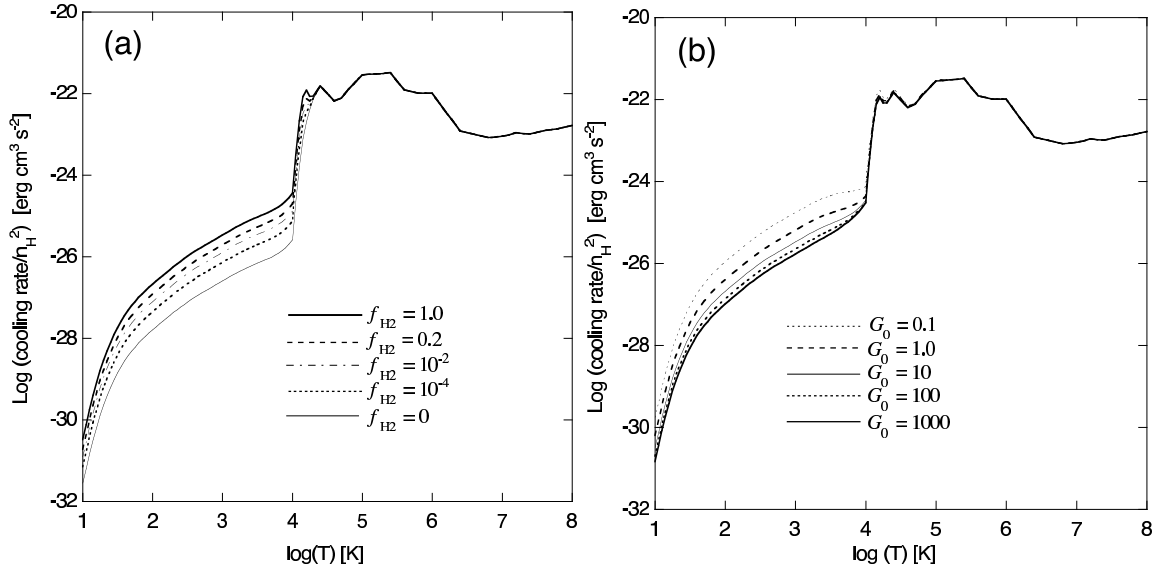 (a)
Log (cooling rate/n_H^2) [erg cm^3 s^-2]
-20
-22
-24
-26
-28
-30
-32
f_H2 = 1.0
f_H2 = 0.2
f_H2 = 10^-2
f_H2 = 10^-4
f_H2 = 0
1 2 3 4 5 6 7 8
log(T) [K]
(b)
Log (cooling rate/n_H^2) [erg cm^3 s^-2]
-20
-22
-24
-26
-28
-30
-32
G_0 = 0.1
G_0 = 1.0
G_0 = 10
G_0 = 100
G_0 = 1000
1 2 3 4 5 6 7 8
log (T) [K]